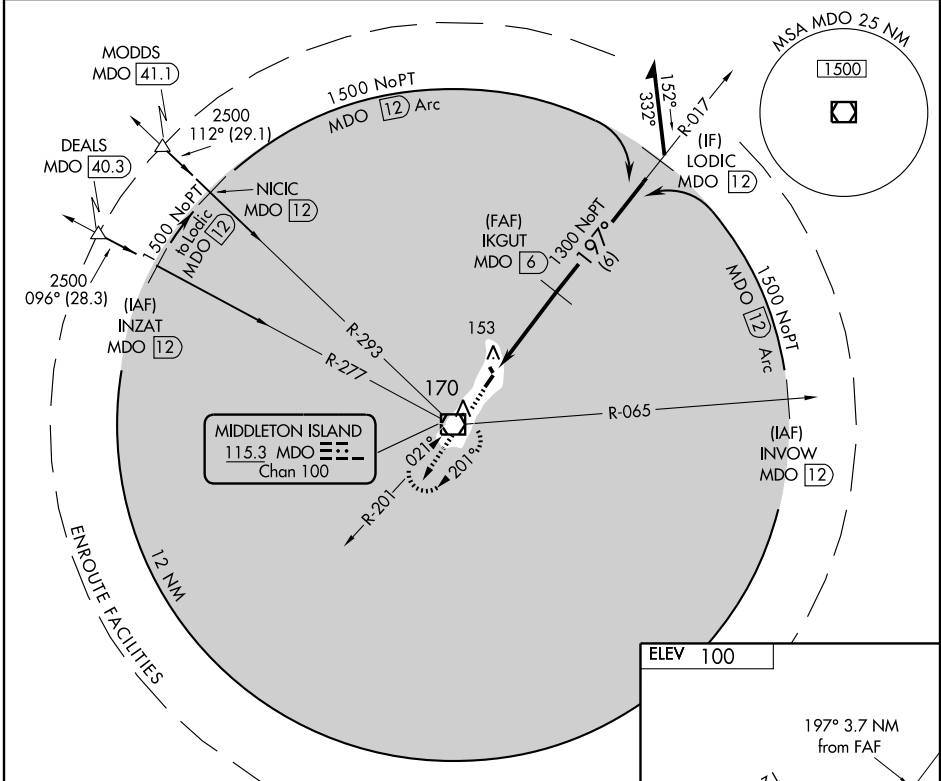 MSA MDO 25 NM
1500
MODDS
MDO 41.1
1500 NoPT
MDO 12 Arc
2500
112° (29.1)
DEALS
MDO 40.3
152°
332°
R-017
(IF)
LODIC
MDO 12
NICIC
MDO 12
1500 NoPT
to Lodic
MDO 12
(FAF)
IKGUT
MDO 6
1300 NoPT
197°
(6)
2500
096° (28.3)
(IAF)
INZAT
MDO 12
1500 NoPT
MDO 12 Arc
R-293
R-277
153
170
R-065
(IAF)
INVOW
MDO 12
MIDDLETON ISLAND
115.3 MDO
Chan 100
021°
201°
R-201
12 NM
ENROUTE FACILITIES
ELEV 100
197° 3.7 NM
from FAF